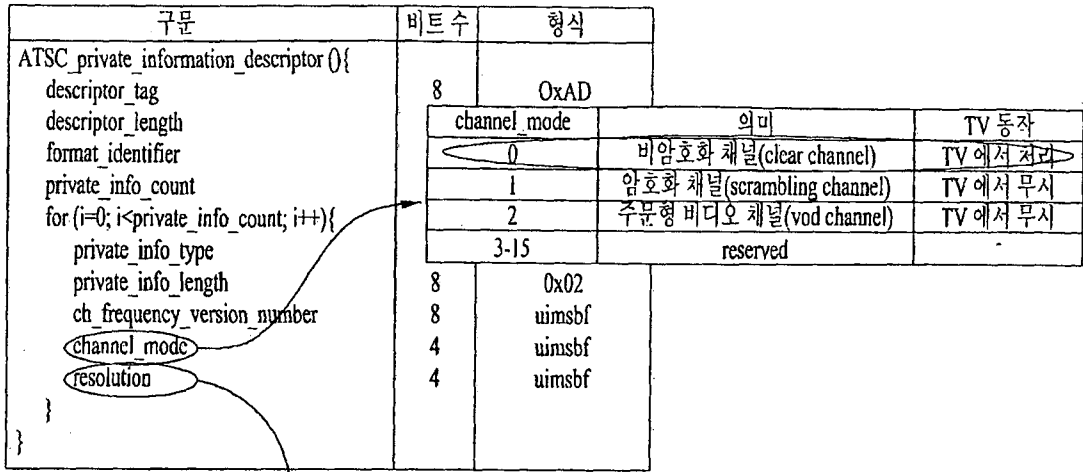 구문 비트 수 형식
ATSC_private_information_descriptor (){
descriptor_tag 8 0xAD
descriptor_length
format_identifier
private_info_count
for (i=0; i<private_info_count; i++){
private_info_type
private_info_length 8 0x02
ch_frequency_version_number 8 uimsbf
channel_mode 4 uimsbf
resolution 4 uimsbf
}
}
channel_mode 의미 TV 동작
0 비암호화 채널(clear channel) TV 에서 처리
1 암호화 채널(scrambling channel) TV 에서 무시
2 주문형 비디오 채널(vod channel) TV 에서 무시
3-15 reserved -